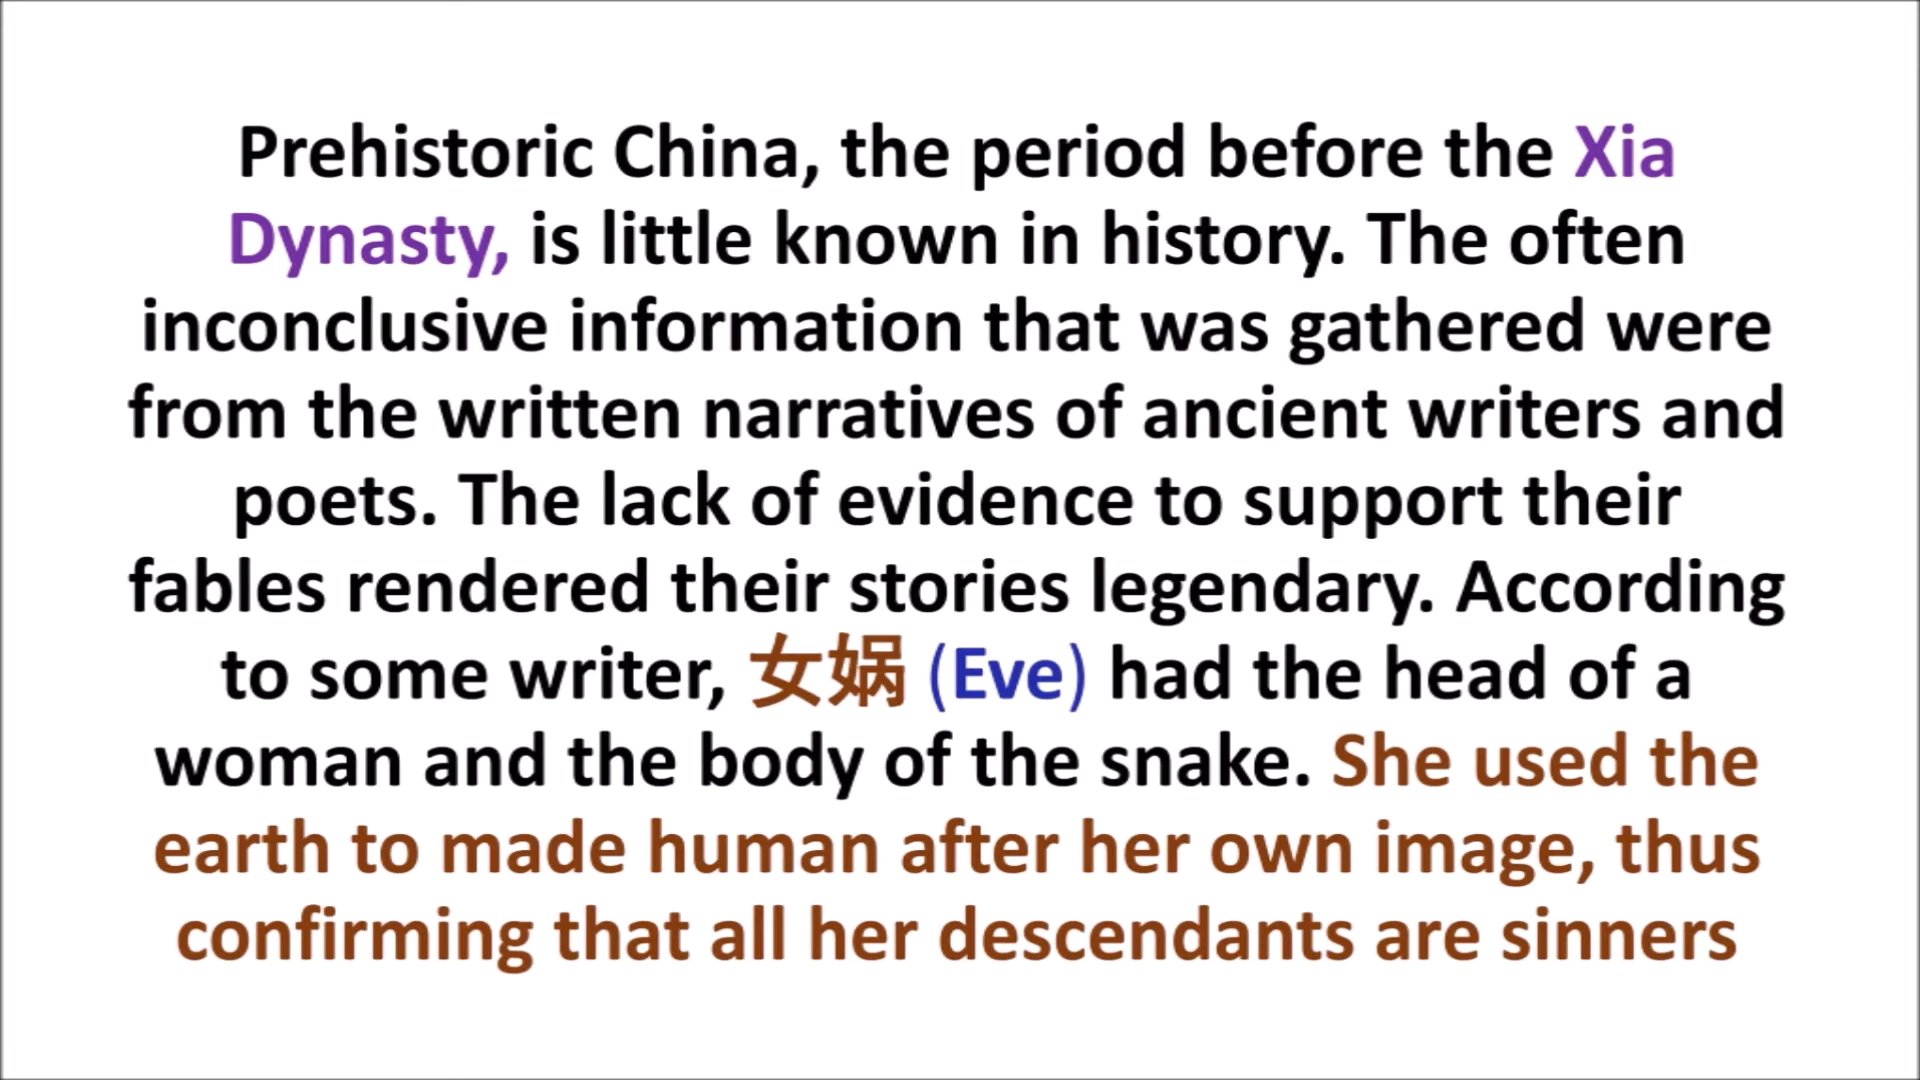 Prehistoric China, the period before the Xia
Dynasty, is little known in history. The often
inconclusive information that was gathered were
from the written narratives of ancient writers and
poets. The lack of evidence to support their
fables rendered their stories legendary. According
to some writer, 女娲 (Eve) had the head of a
woman and the body of the snake. She used the
earth to made human after her own image, thus
confirming that all her descendants are sinners